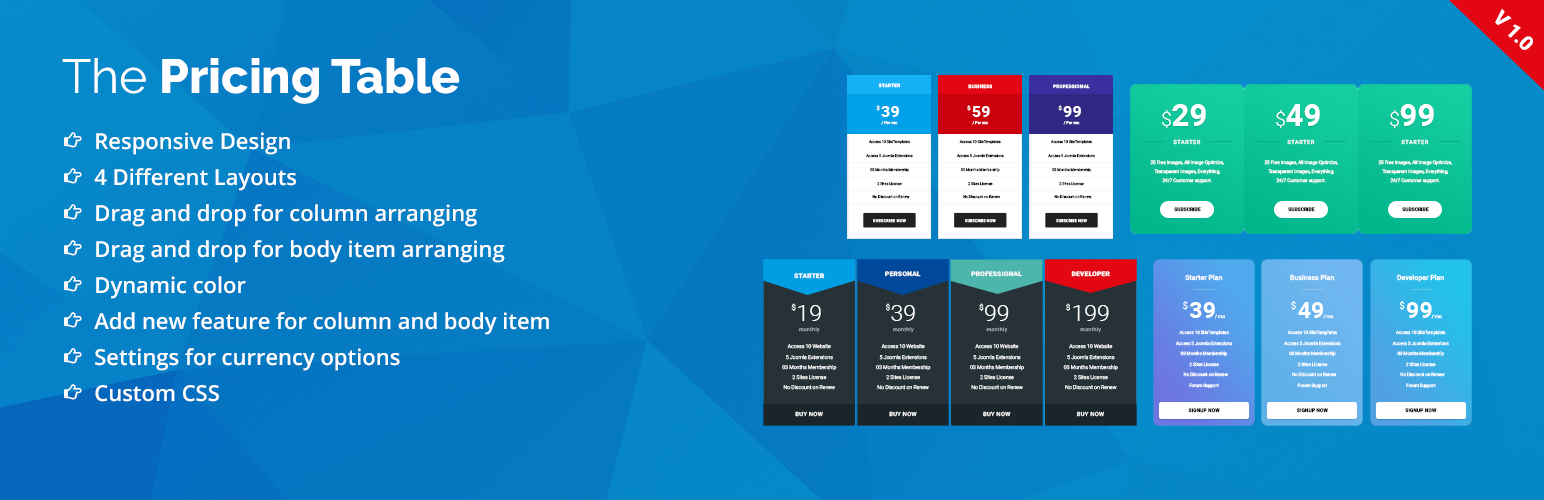 The Pricing Table
Responsive Design
4 Different Layouts
Drag and drop for column arranging
Drag and drop for body item arranging
Dynamic color
Add new feature for column and body item
Settings for currency options
Custom CSS
V 1.0
STARTER
$39
/ Per mo
Access 10 SiteTemplates
Access 5 Joomla Extensions
03 Months Membership
2 Sites License
No Discount on Renew
SUBSCRIBE NOW
BUSINESS
$59
/ Per mo
Access 10 SiteTemplates
Access 5 Joomla Extensions
03 Months Membership
2 Sites License
No Discount on Renew
SUBSCRIBE NOW
PROFESSIONAL
$99
/ Per mo
Access 10 SiteTemplates
Access 5 Joomla Extensions
03 Months Membership
2 Sites License
No Discount on Renew
SUBSCRIBE NOW
$29
STARTER
25 Free Images, All Image Optimize,
Transparent Images, Everything,
24/7 Customer support.
SUBSCRIBE
$49
STARTER
25 Free Images, All Image Optimize,
Transparent Images, Everything,
24/7 Customer support.
SUBSCRIBE
$99
STARTER
25 Free Images, All Image Optimize,
Transparent Images, Everything,
24/7 Customer support.
SUBSCRIBE
STARTER
$19
monthly
Access 10 Website
5 Joomla Extensions
03 Months Membership
2 Sites License
No Discount on Renew
BUY NOW
PERSONAL
$39
monthly
Access 10 Website
5 Joomla Extensions
03 Months Membership
2 Sites License
No Discount on Renew
BUY NOW
PROFESSIONAL
$99
monthly
Access 10 Website
5 Joomla Extensions
03 Months Membership
2 Sites License
No Discount on Renew
BUY NOW
DEVELOPER
$199
monthly
Access 10 Website
5 Joomla Extensions
03 Months Membership
2 Sites License
No Discount on Renew
BUY NOW
Starter Plan
$39/ mo
Access 10 SiteTemplates
Access 5 Joomla Extensions
03 Months Membership
2 Sites License
No Discount on Renew
Forum Support
SIGNUP NOW
Business Plan
$49/ mo
Access 10 SiteTemplates
Access 5 Joomla Extensions
03 Months Membership
2 Sites License
No Discount on Renew
Forum Support
SIGNUP NOW
Developer Plan
$99/ mo
Access 10 SiteTemplates
Access 5 Joomla Extensions
03 Months Membership
2 Sites License
No Discount on Renew
Forum Support
SIGNUP NOW